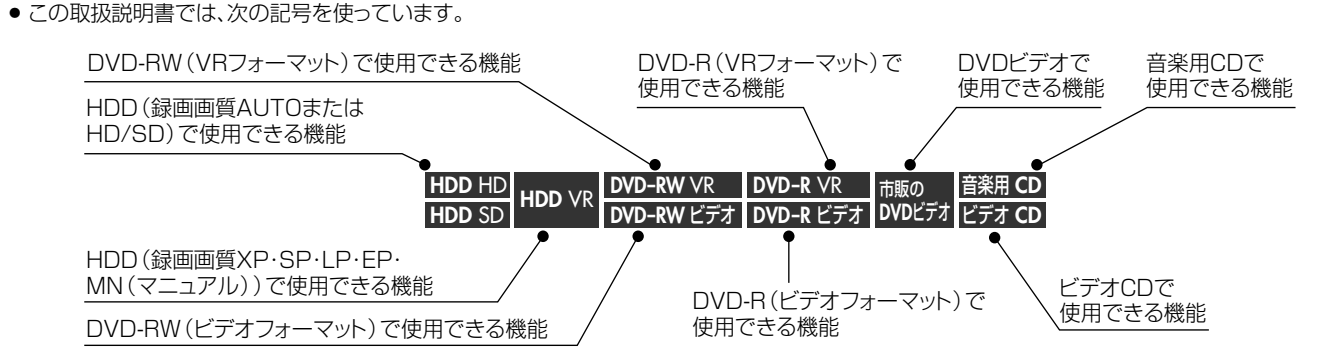 ● この取扱説明書では、次の記号を使っています。
DVD-RW（VRフォーマット）で使用できる機能
HDD（録画画質AUTOまたは
HD/SD）で使用できる機能
DVD-R（VRフォーマット）で
使用できる機能
DVDビデオで
使用できる機能
音楽用CDで
使用できる機能
HDD HD
HDD SD
HDD VR
DVD-RW VR
DVD-RW ビデオ
DVD-R VR
DVD-R ビデオ
市販の
DVDビデオ
音楽用 CD
ビデオ CD
HDD（録画画質XP・SP・LP・EP・
MN（マニュアル））で使用できる機能
DVD-RW（ビデオフォーマット）で使用できる機能
DVD-R（ビデオフォーマット）で
使用できる機能
ビデオCDで
使用できる機能